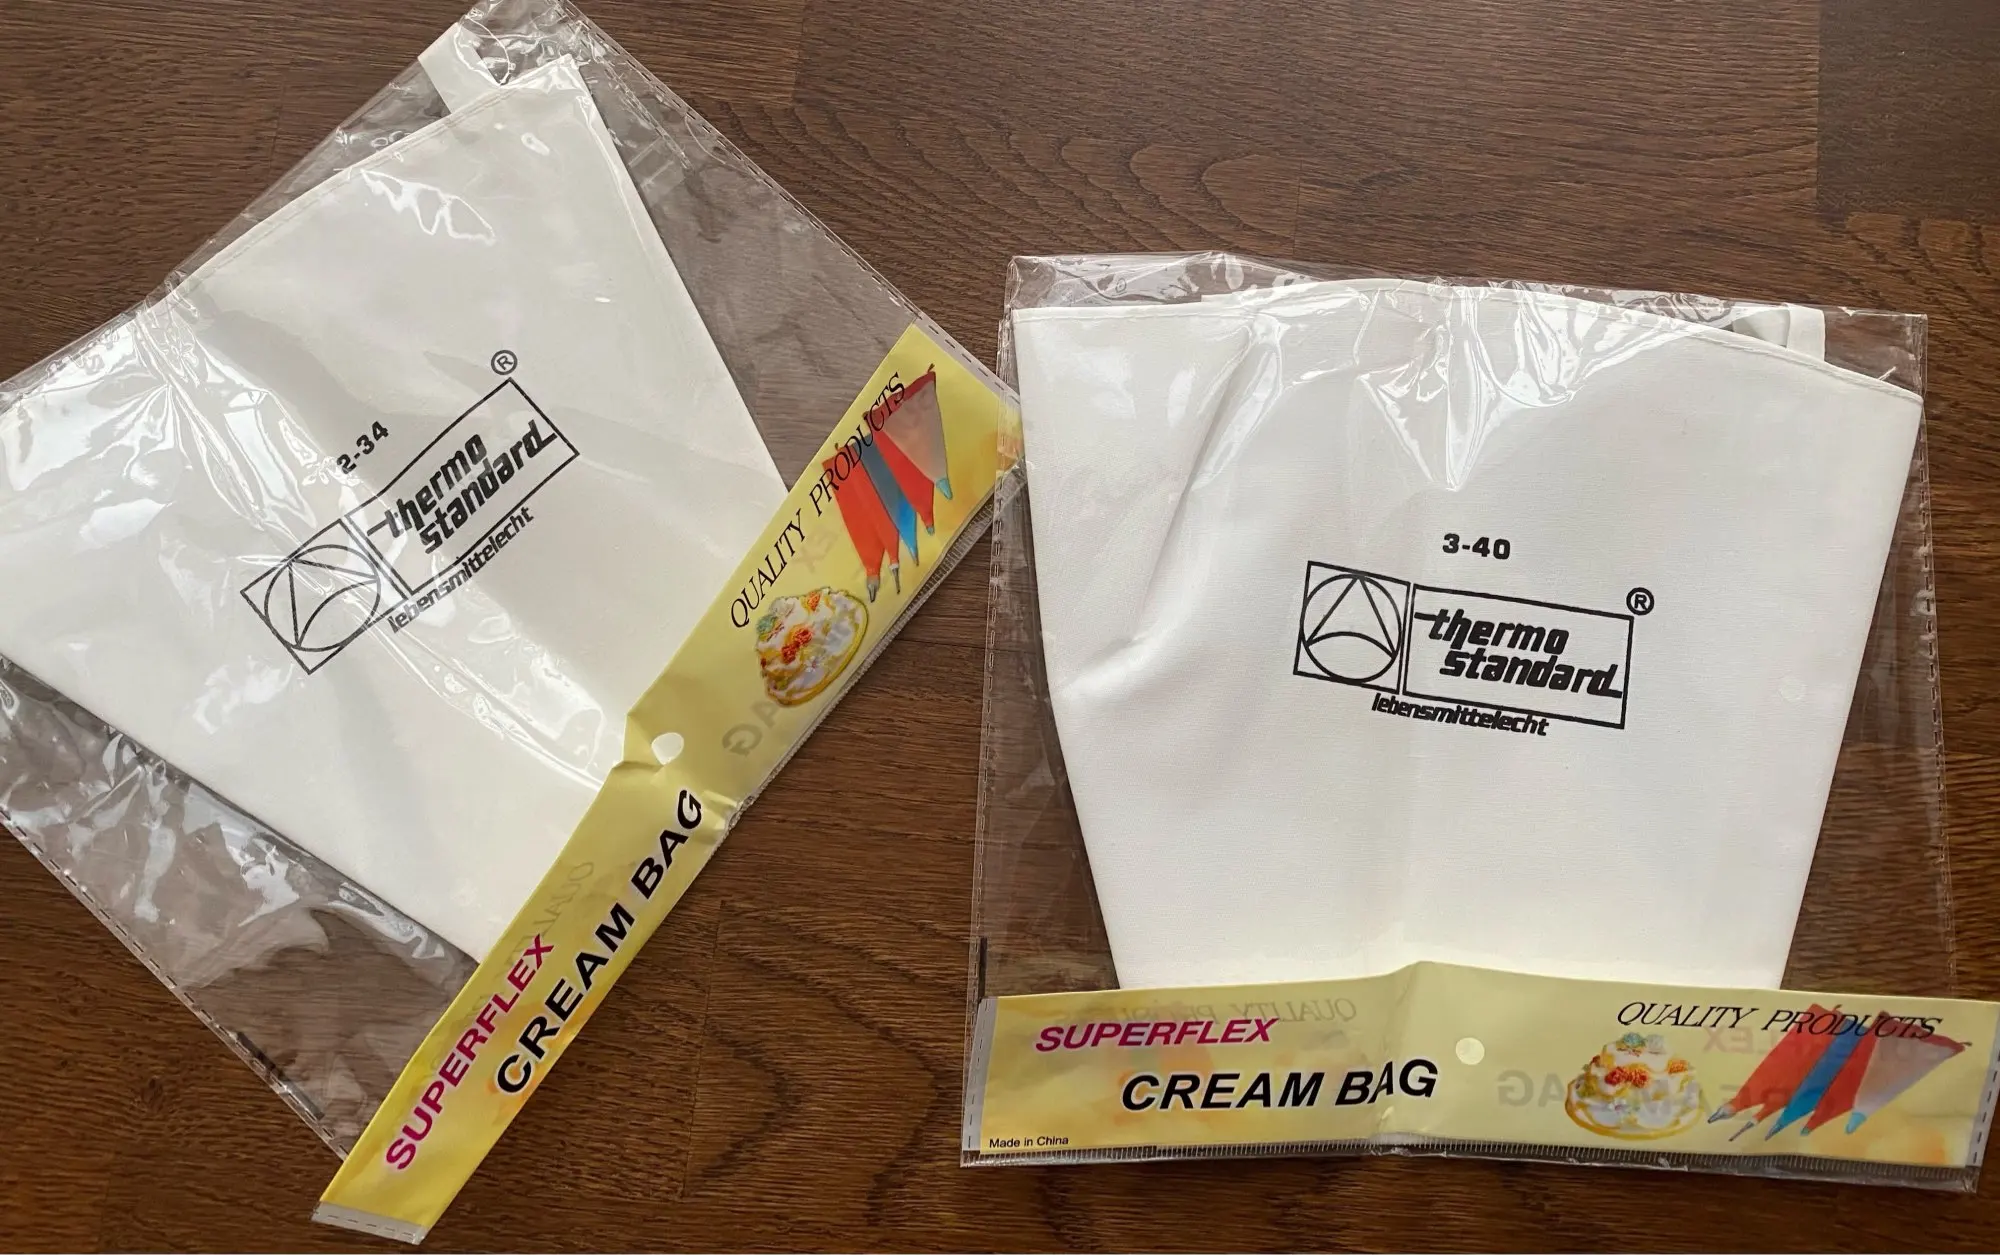 2-34
®
thermo
standard
lebensmittelecht
SUPERFLEX
CREAM BAG
QUALITY PRODUCTS
3-40
®
thermo
standard
lebensmittelecht
SUPERFLEX
CREAM BAG
QUALITY PRODUCTS
Made in China